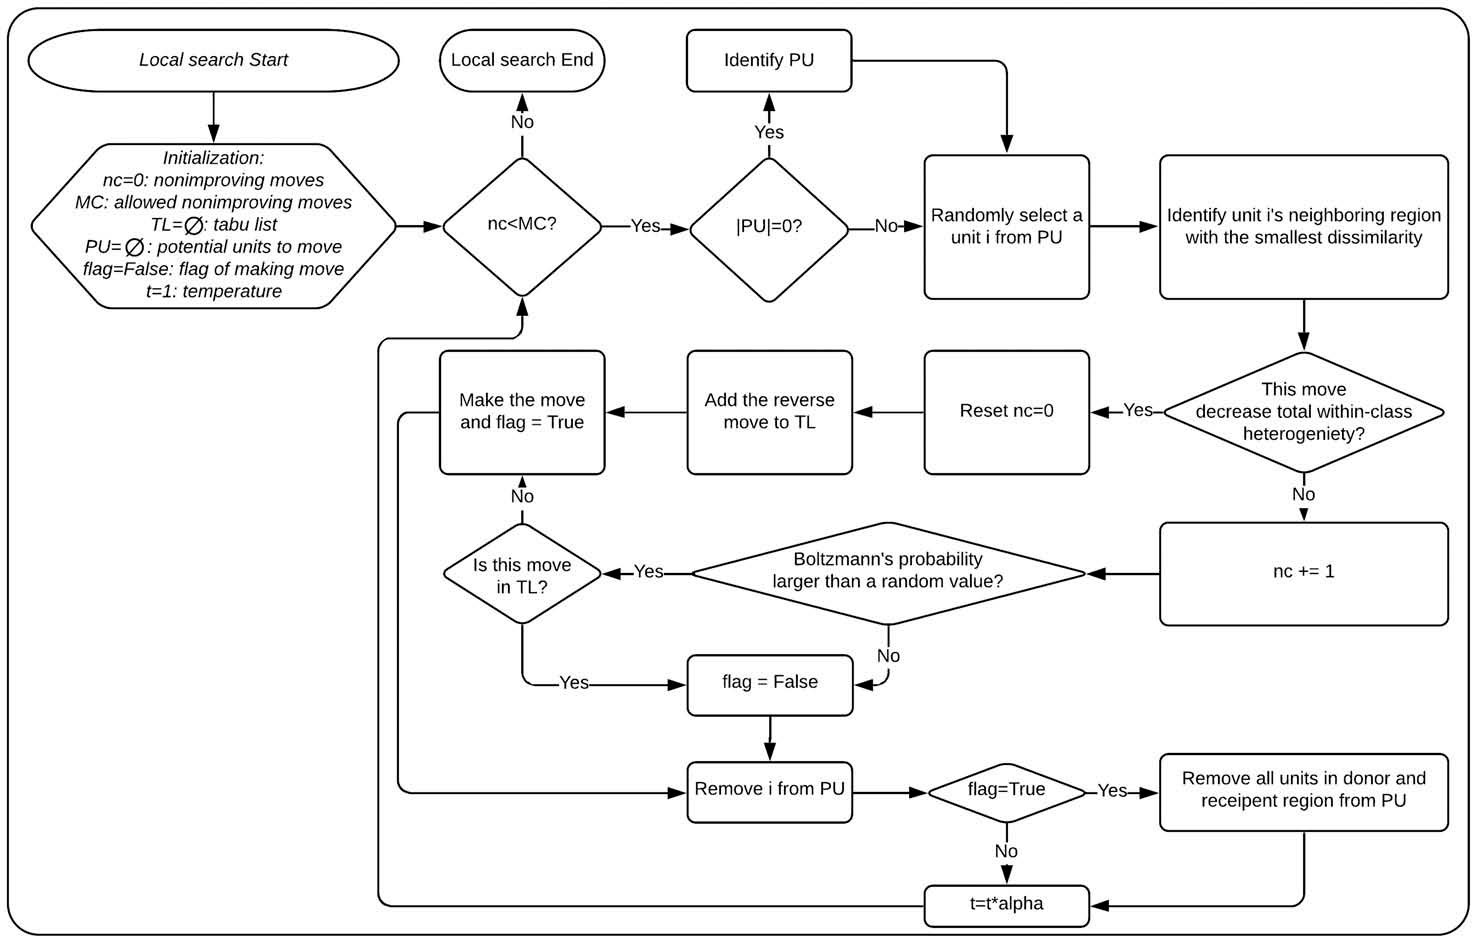 Local search Start
Local search End
Identify PU
No
Yes
Initialization:
nc=0: nonimproving moves
MC: allowed nonimproving moves
TL=∅: tabu list
PU=∅: potential units to move
flag=False: flag of making move
t=1: temperature
nc<MC?
Yes
|PU|=0?
No
Randomly select a
unit i from PU
Identify unit i's neighboring region
with the smallest dissimilarity
Make the move
and flag = True
Add the reverse
move to TL
Reset nc=0
Yes
This move
decrease total within-class
heterogeniety?
No
No
Is this move
in TL?
Yes
Boltzmann's probability
larger than a random value?
nc += 1
No
Yes
flag = False
Remove i from PU
flag=True
Yes
Remove all units in donor and
receipent region from PU
No
t=t*alpha